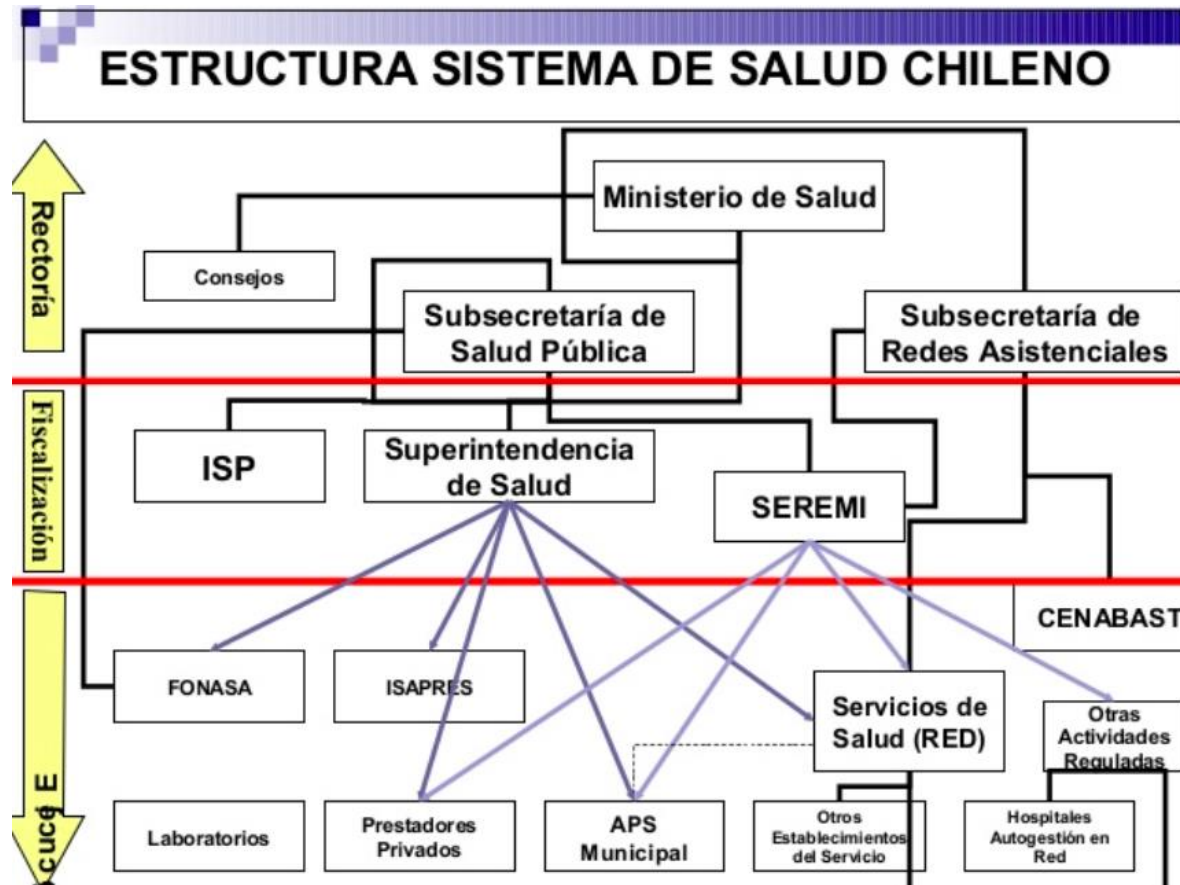 ESTRUCTURA SISTEMA DE SALUD CHILENO
Rectoría
Ministerio de Salud
Consejos
Subsecretaría de
Salud Pública
Subsecretaría de
Redes Asistenciales
Fiscalización
ISP
Superintendencia
de Salud
SEREMI
CENABAST
FONASA
ISAPRES
Servicios de
Salud (RED)
Otras
Actividades
Reguladas
Laboratorios
Prestadores
Privados
APS
Municipal
Otros
Establecimientos
del Servicio
Hospitales
Autogestión en
Red